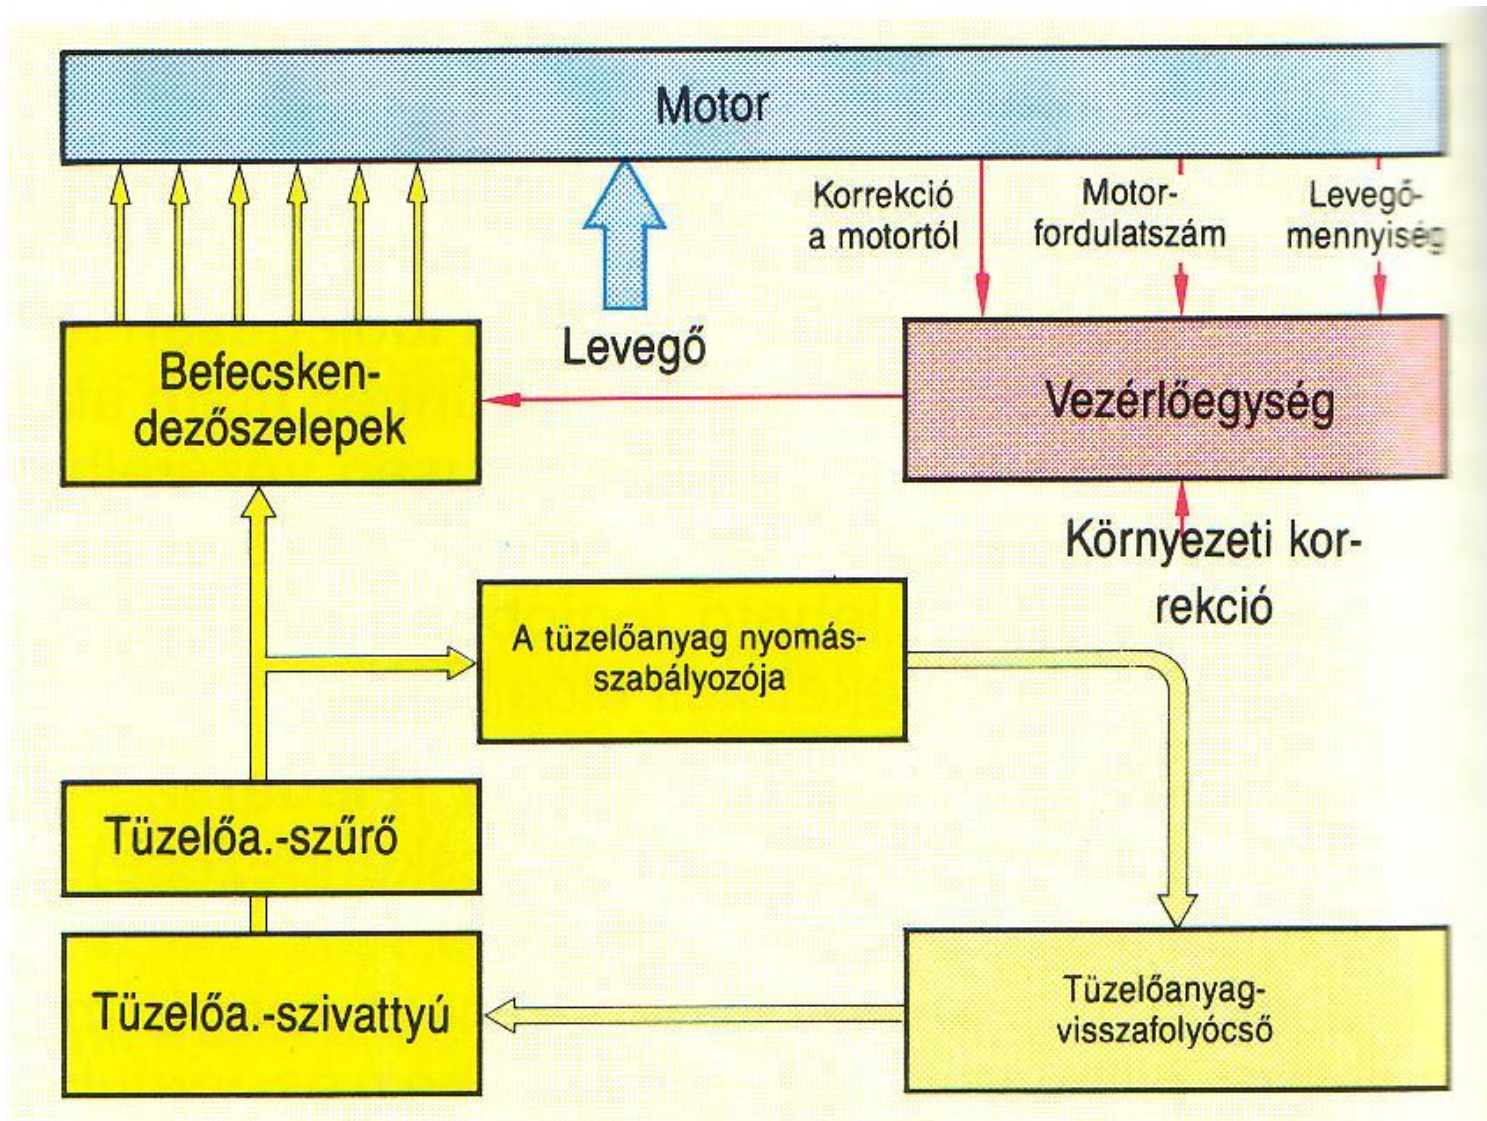 Motor
Korrekció
a motortól
Motor-
fordulatszám
Levegő-
mennyiség
Levegő
Befecsken-
dezőszelepek
Vezérlőegység
Környezeti kor-
rekció
A tüzelőanyag nyomás-
szabályozója
Tüzelőa.-szűrő
Tüzelőa.-szivattyú
Tüzelőanyag-
visszafolyócső